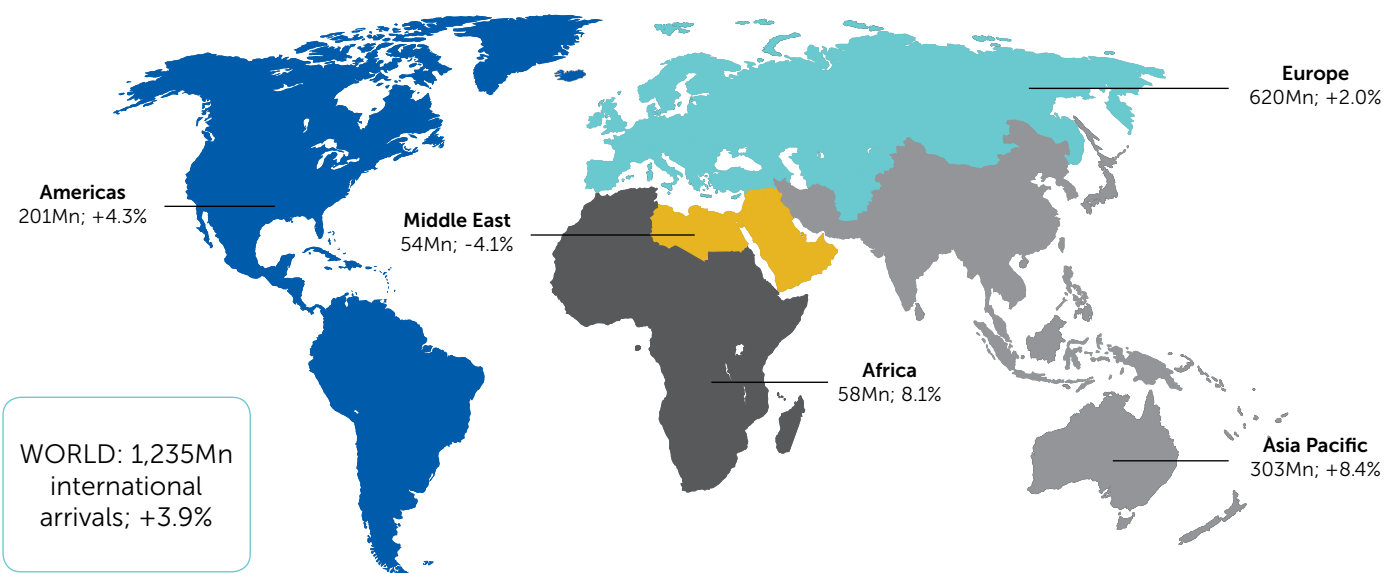 Europe
620Mn; +2.0%
Americas
201Mn; +4.3%
Middle East
54Mn; -4.1%
Africa
58Mn; 8.1%
Asia Pacific
303Mn; +8.4%
WORLD: 1,235Mn
international
arrivals; +3.9%